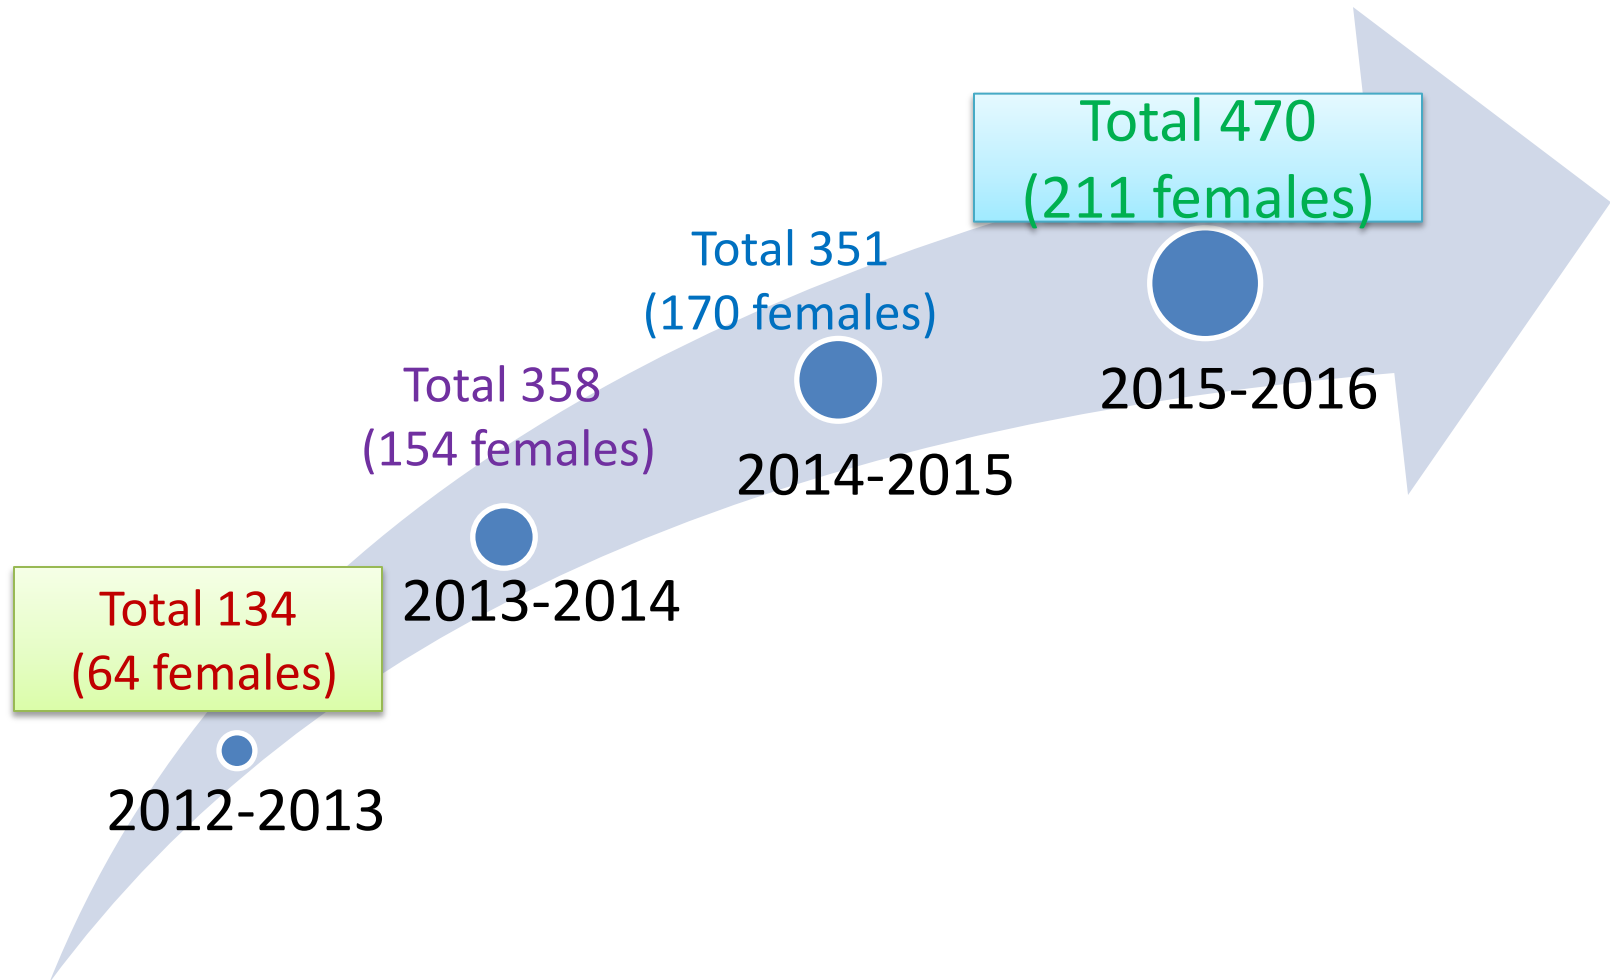 Total 470
(211 females)
Total 351
(170 females)
2015-2016
Total 358
(154 females)
2014-2015
Total 134
(64 females)
2013-2014
2012-2013